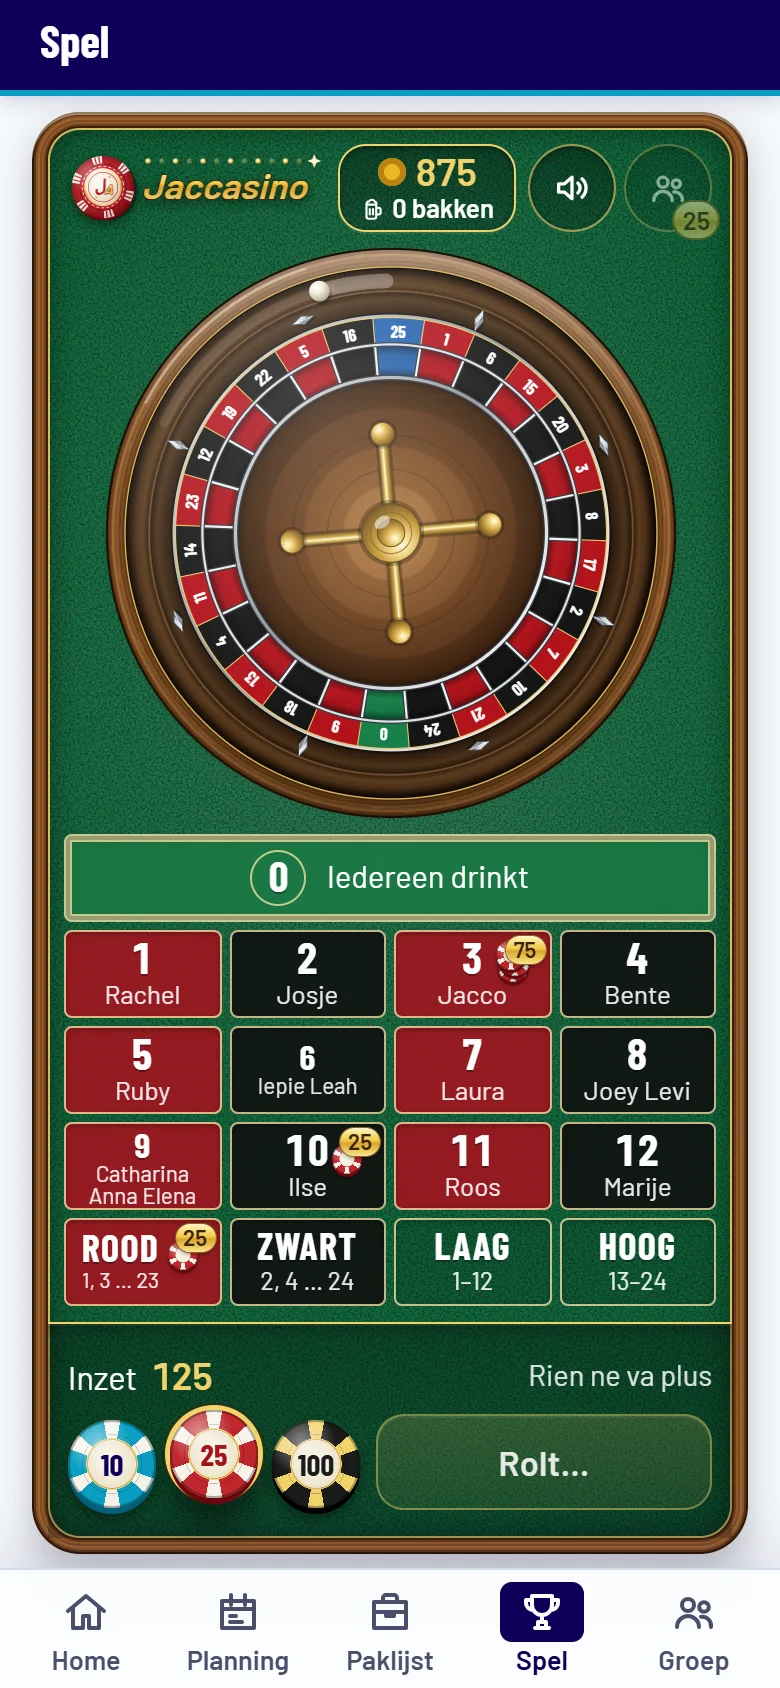 Spel
Jaccasino
875
0 bakken
25
25
1
6
15
20
3
8
17
2
7
10
21
24
0
9
18
13
4
11
14
23
12
19
22
5
16
0 Iedereen drinkt
1
Rachel
2
Josje
3
75
Jacco
4
Bente
5
Ruby
6
Iepie Leah
7
Laura
8
Joey Levi
9
Catharina
Anna Elena
10
25
Ilse
11
Roos
12
Marije
ROOD
25
1, 3 ... 23
ZWART
2, 4 ... 24
LAAG
1–12
HOOG
13–24
Inzet 125
Rien ne va plus
10
25
100
Rolt...
Home
Planning
Paklijst
Spel
Groep